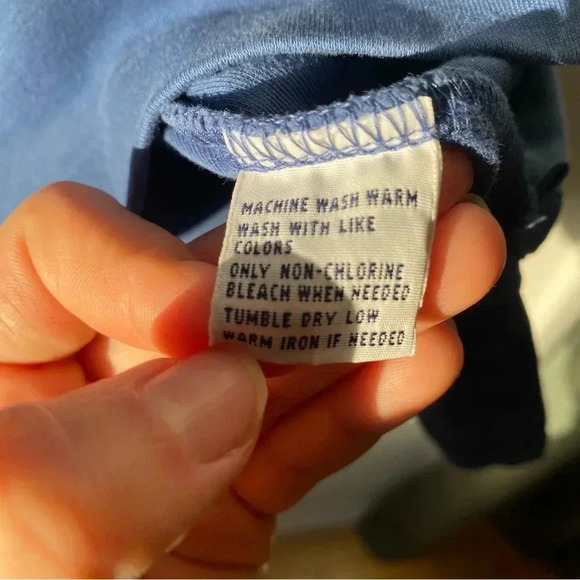 MACHINE WASH WARM
WASH WITH LIKE
COLORS
ONLY NON-CHLORINE
BLEACH WHEN NEEDED
TUMBLE DRY LOW
WARM IRON IF NEEDED